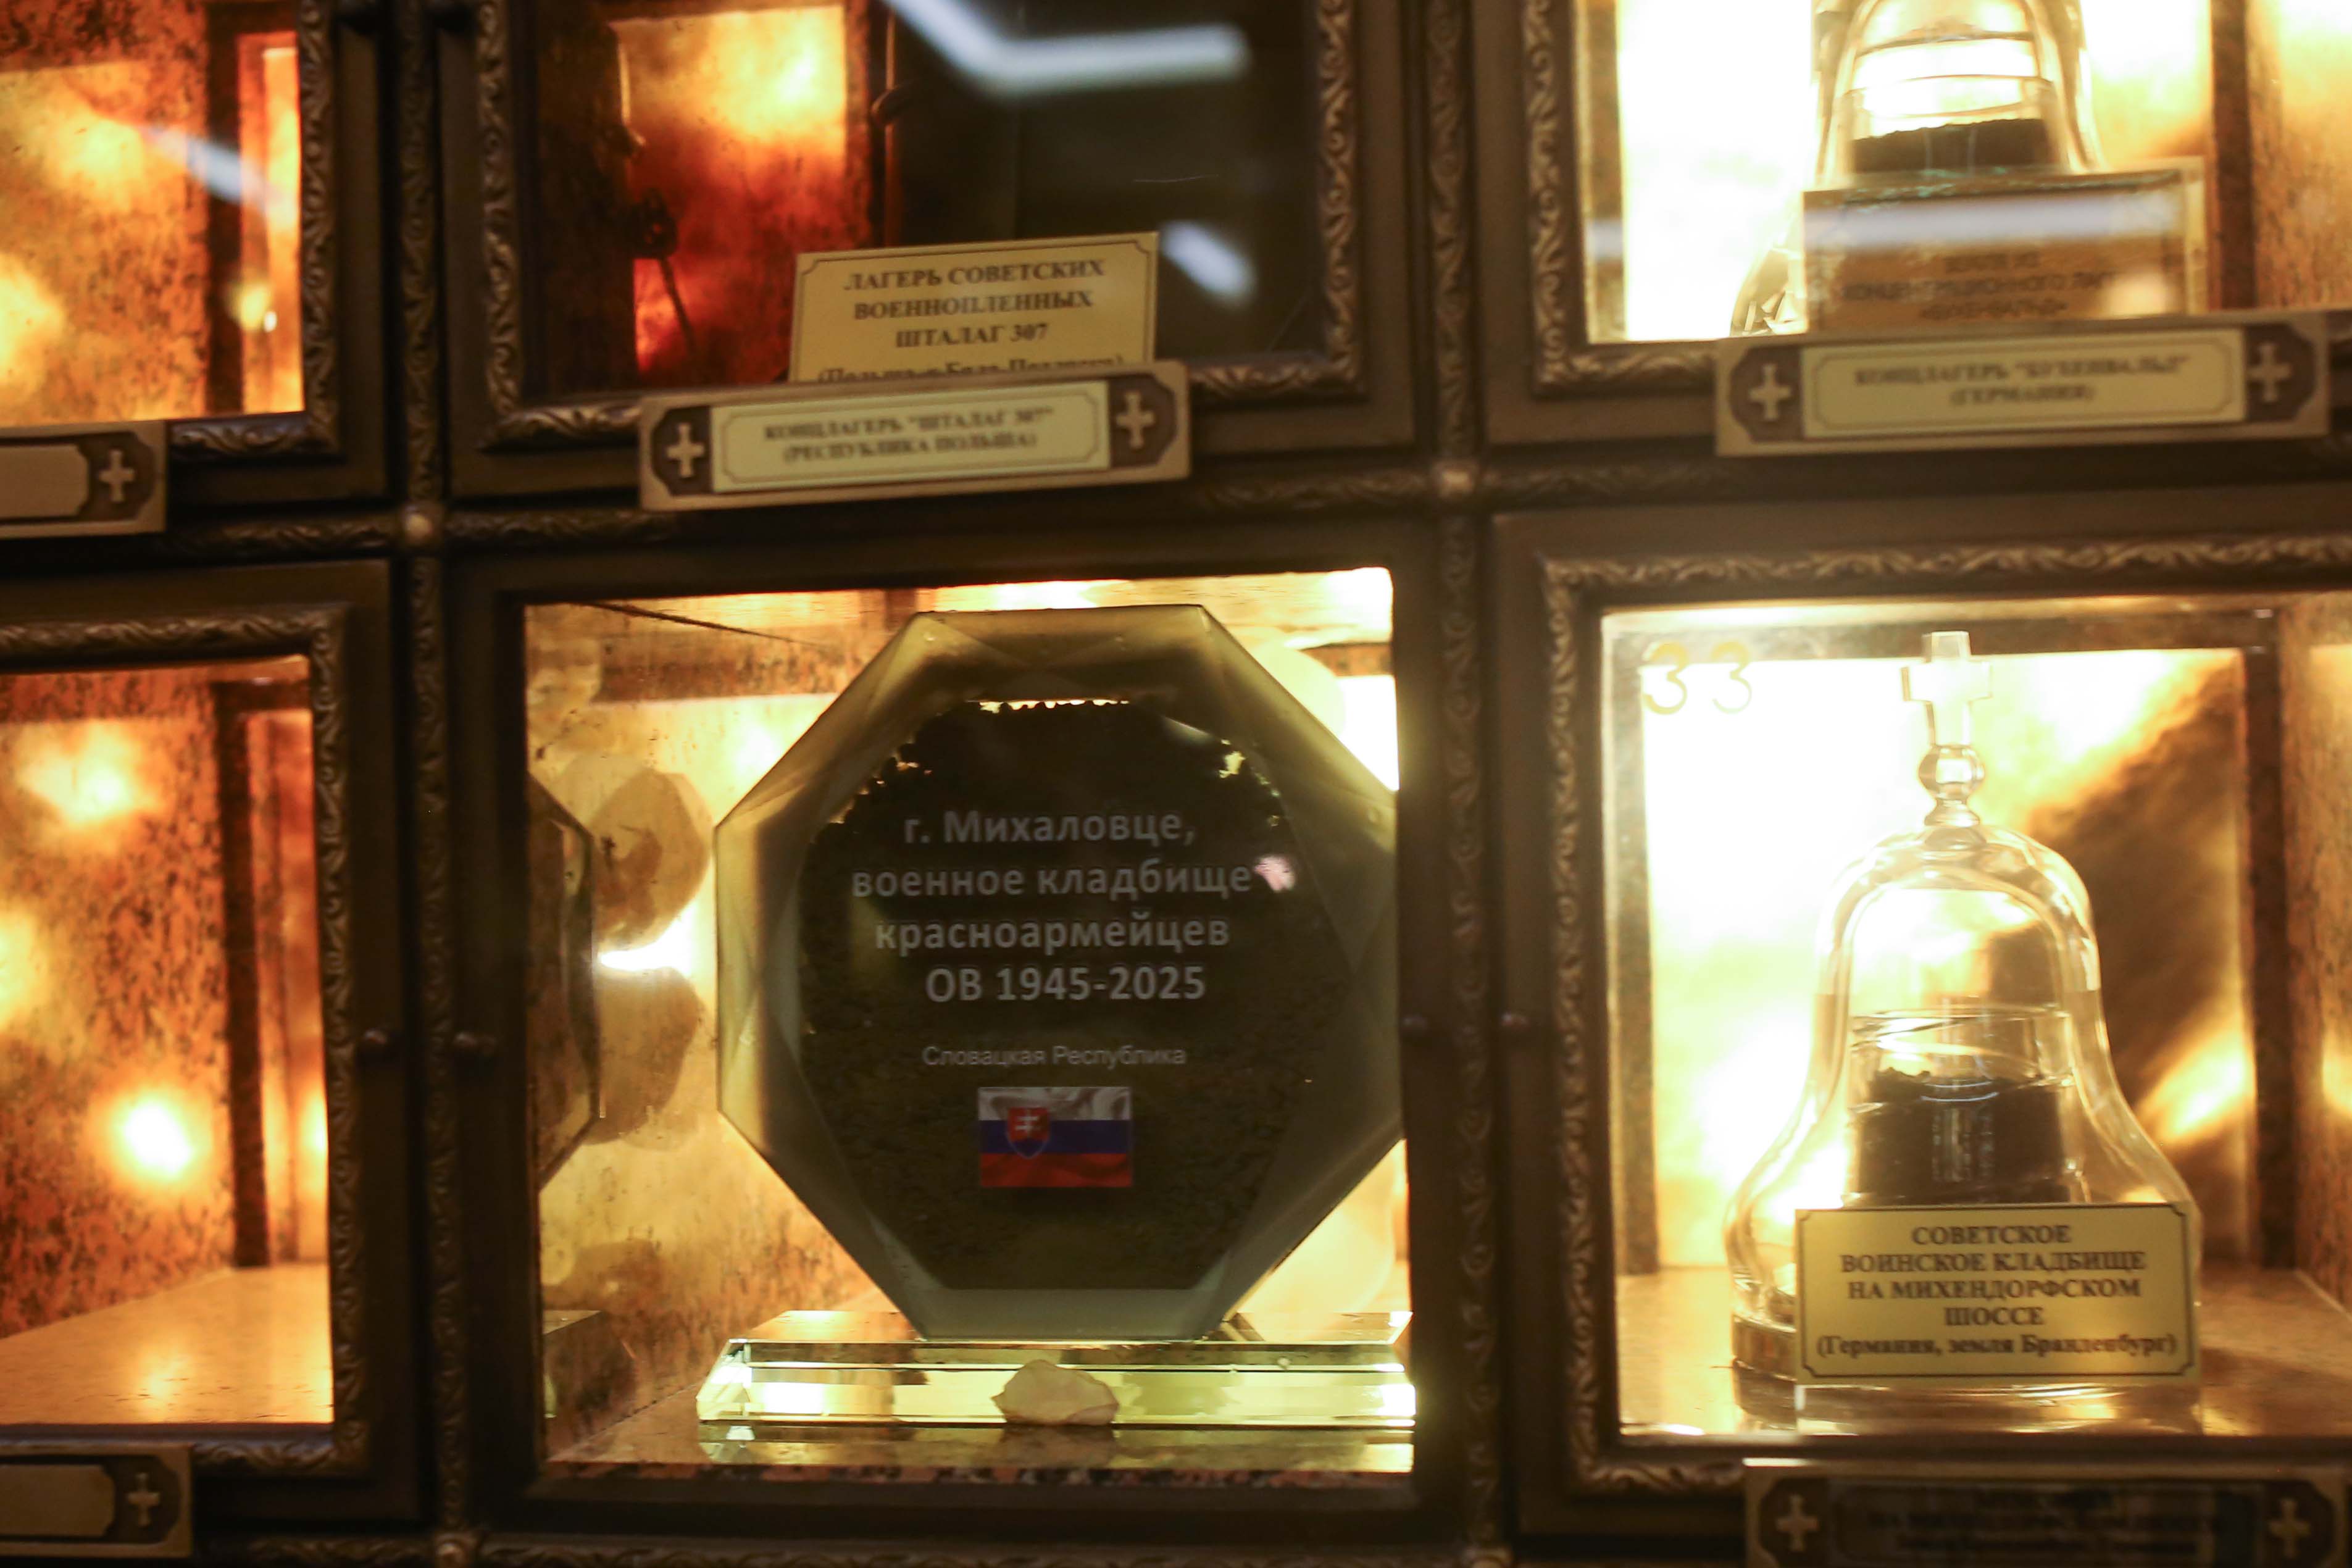 ЛАГЕРЬ СОВЕТСКИХ
ВОЕННОПЛЕННЫХ
ШТАЛАГ 307
КОНЦЛАГЕРЬ "ШТАЛАГ 307"
(РЕСПУБЛИКА ПОЛЬША)
КОНЦЛАГЕРЬ "БУХЕНВАЛЬД"
(ГЕРМАНИЯ)
г. Михаловце,
военное кладбище
красноармейцев
ОВ 1945-2025
Словацкая Республика
33
СОВЕТСКОЕ
ВОИНСКОЕ КЛАДБИЩЕ
НА МИХЕНДОРФСКОМ
ШОССЕ
(Германия, земля Бранденбург)